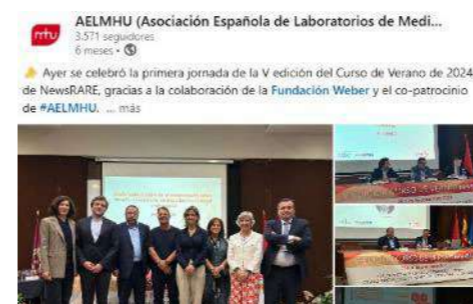 mhu
AELMHU (Asociación Española de Laboratorios de Medi...
3.571 seguidores
6 meses •
Ayer se celebró la primera jornada de la V edición del Curso de Verano de 2024
de NewsRARE, gracias a la colaboración de la Fundación Weber y el co-patrocinio
de #AELMHU. ... más